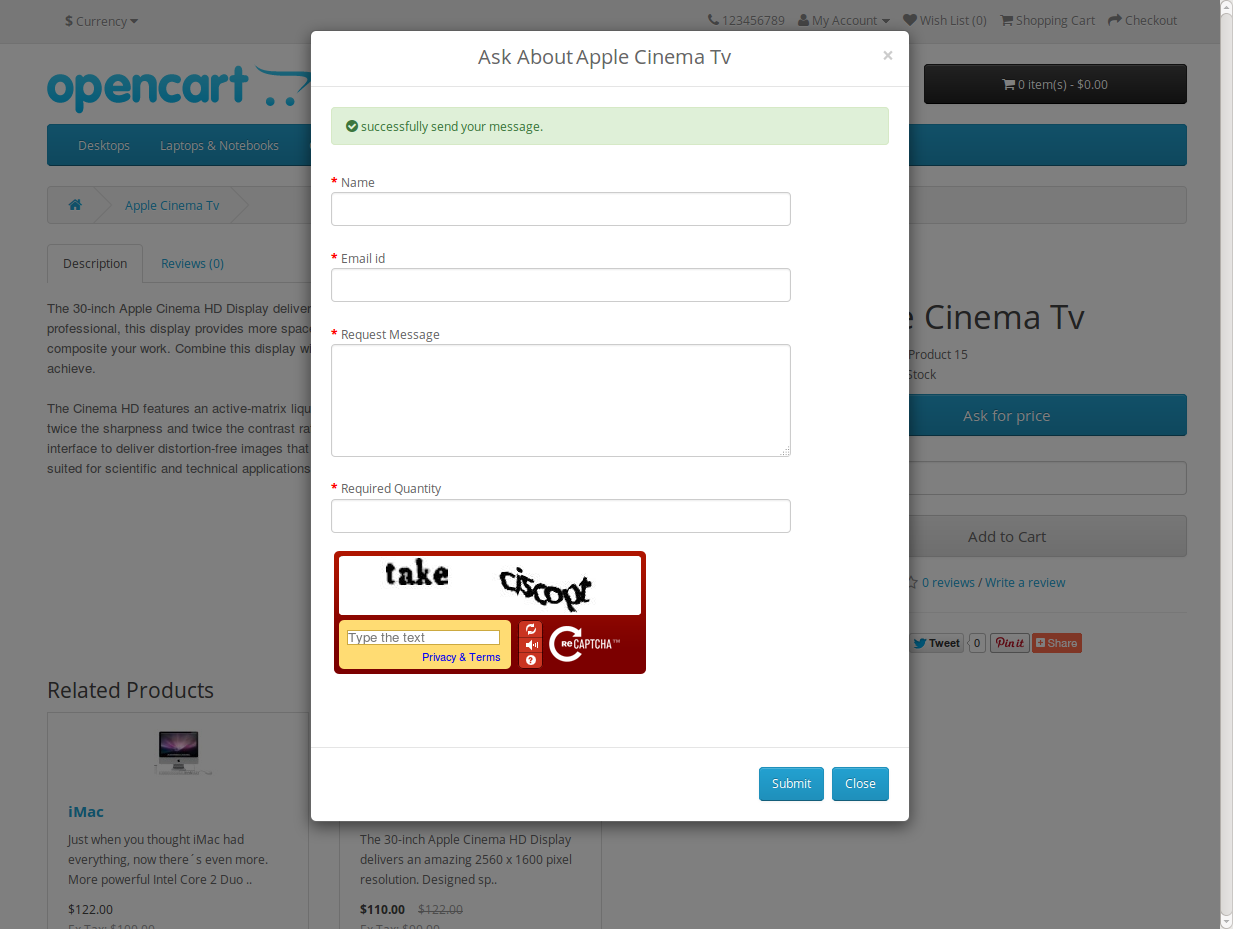 $ Currency
123456789 My Account Wish List (0) Shopping Cart Checkout
Ask About Apple Cinema Tv ×
opencart
0 item(s) - $0.00
successfully send your message.
Desktops Laptops & Notebooks
* Name
Apple Cinema Tv
* Email id
Description Reviews (0)
The 30-inch Apple Cinema HD Display
professional, this display provides more
composite your work. Combine this display
achieve.
Cinema Tv
Product 15
Stock
* Request Message
The Cinema HD features an active-matrix
twice the sharpness and twice the contrast
interface to deliver distortion-free images that
suited for scientific and technical applications
Ask for price
* Required Quantity
Add to Cart
take ciscopt
Type the text
Privacy & Terms
reCAPTCHA™
0 reviews / Write a review
Tweet 0 Pin it Share
Related Products
Submit Close
iMac
Just when you thought iMac had
everything, now there´s even more.
More powerful Intel Core 2 Duo ..
$122.00
Ex Tax: $100.00
The 30-inch Apple Cinema HD Display
delivers an amazing 2560 x 1600 pixel
resolution. Designed sp..
$110.00 $122.00
Ex Tax: $90.00